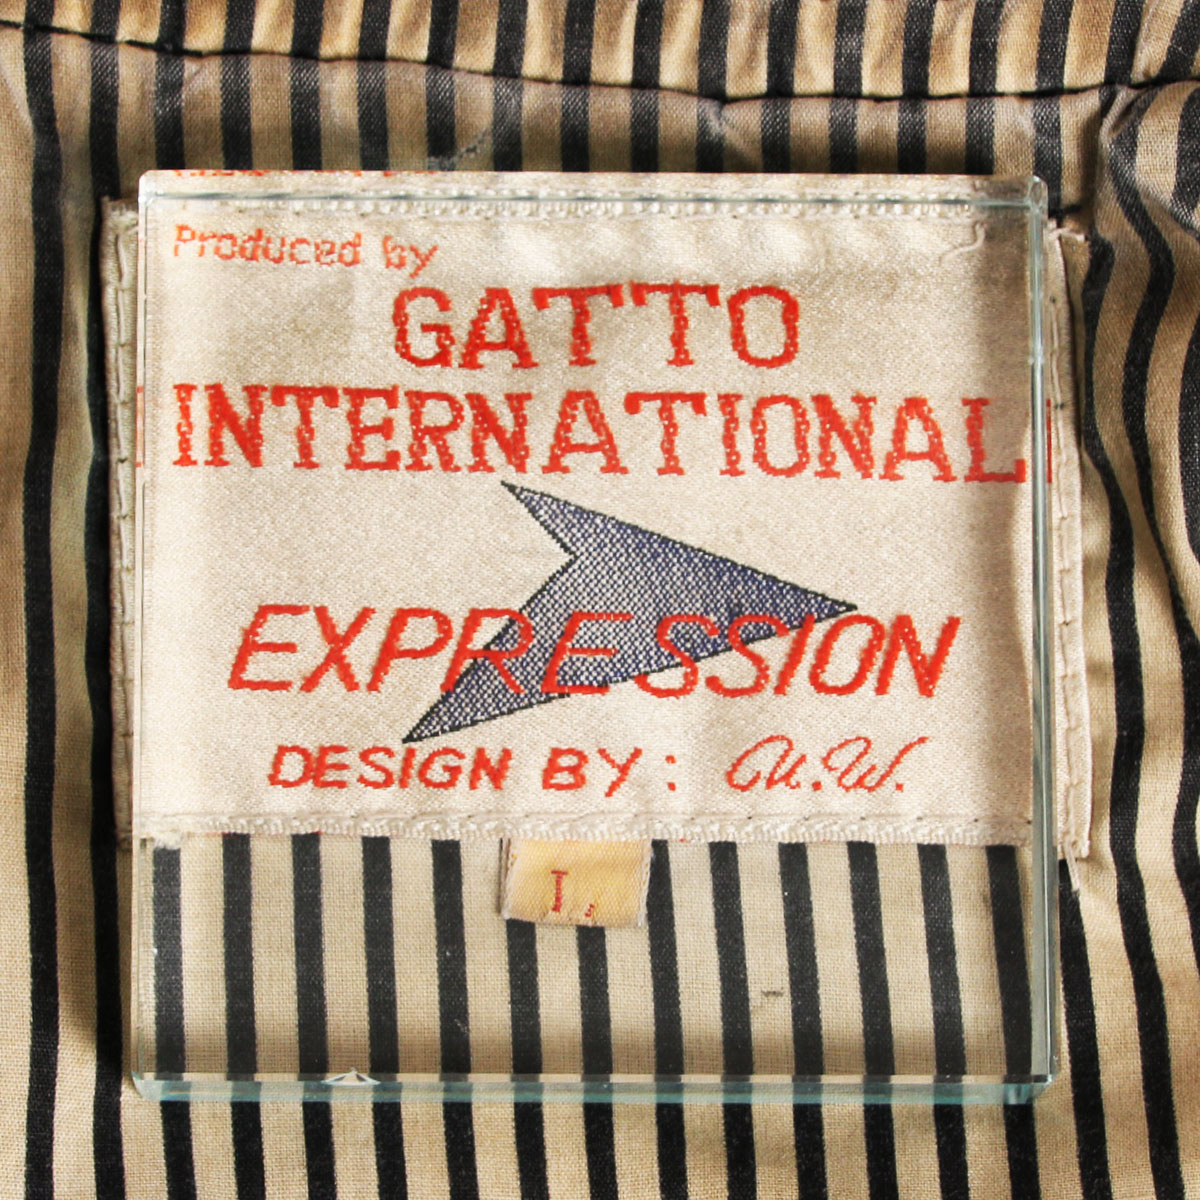 Produced by
GATTO
INTERNATIONAL
EXPRESSION
DESIGN BY: U.W.